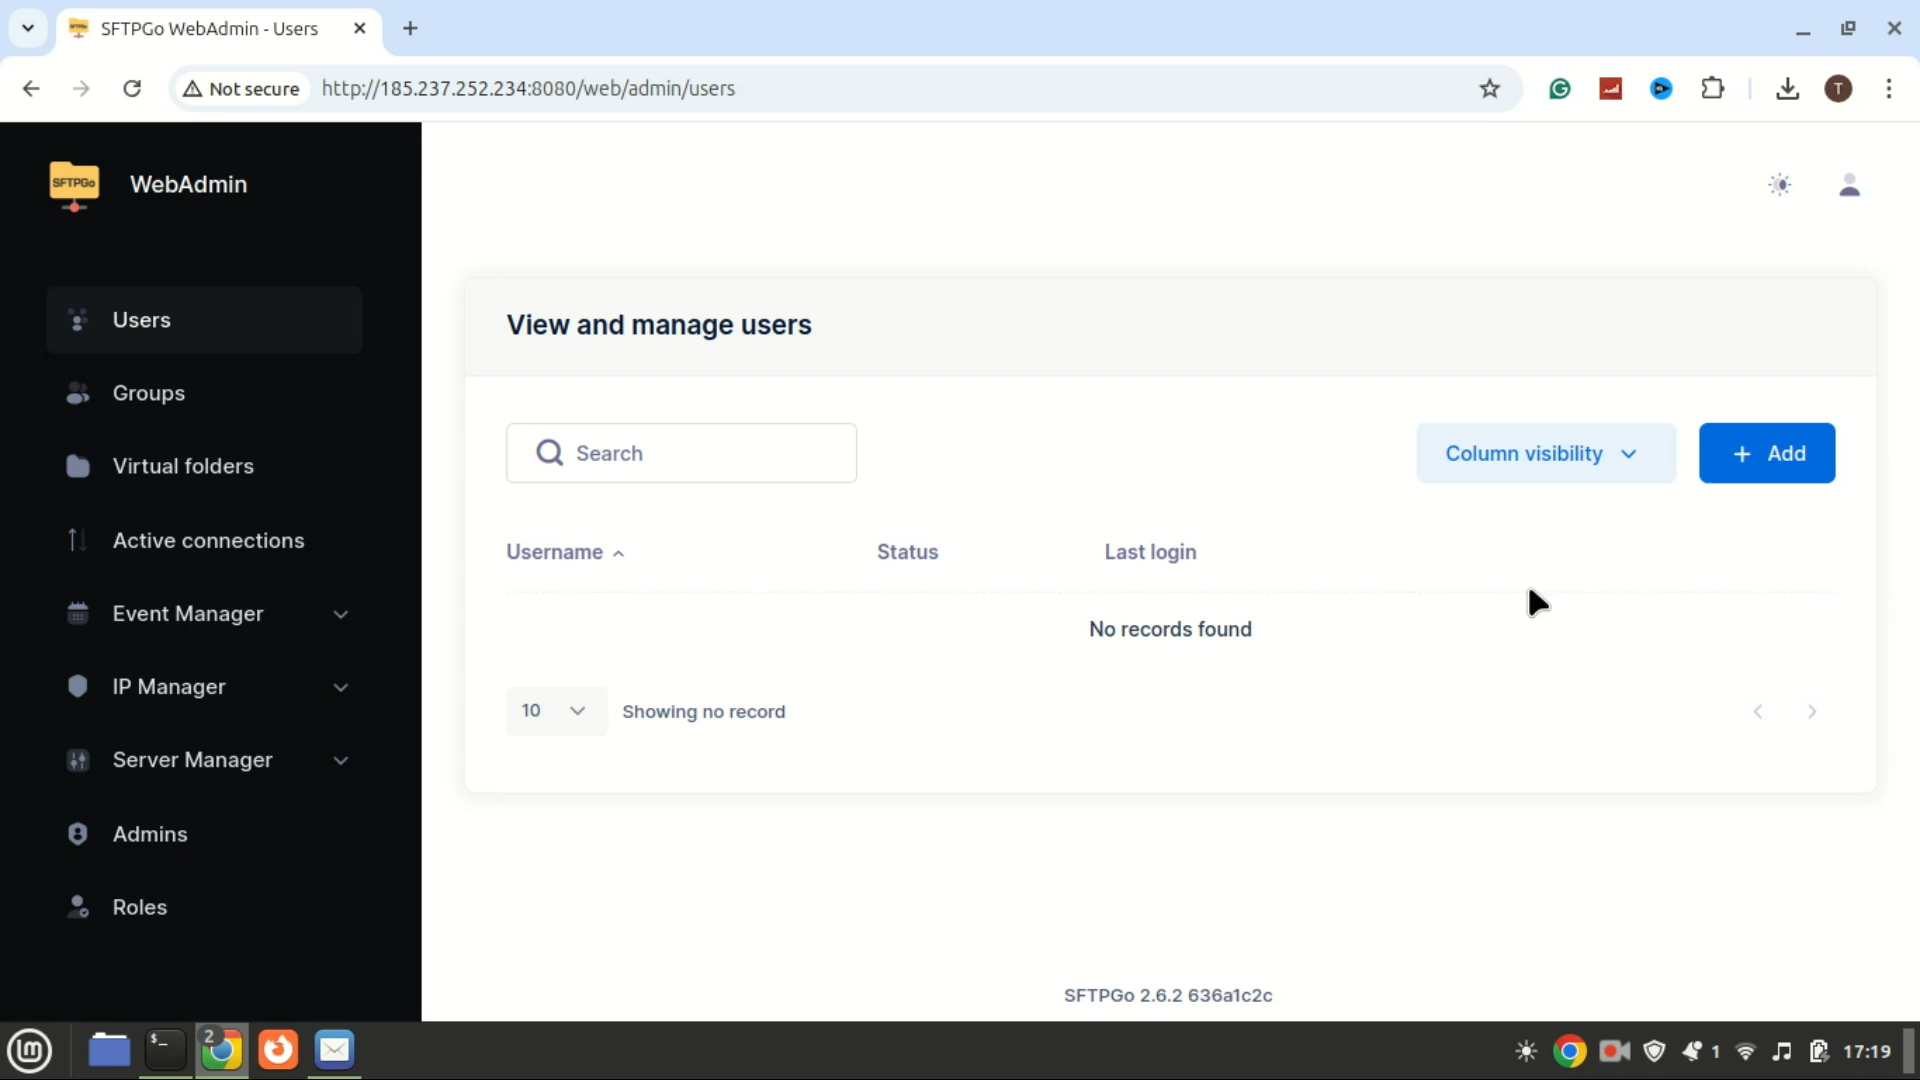 SFTPGo WebAdmin - Users
Not secure
http://185.237.252.234:8080/web/admin/users
T
SFTPGo
WebAdmin
Users
Groups
Virtual folders
Active connections
Event Manager
IP Manager
Server Manager
Admins
Roles
View and manage users
Search
Column visibility
+ Add
Username
Status
Last login
No records found
10
Showing no record
SFTPGo 2.6.2 636a1c2c
$_
2
1
17:19